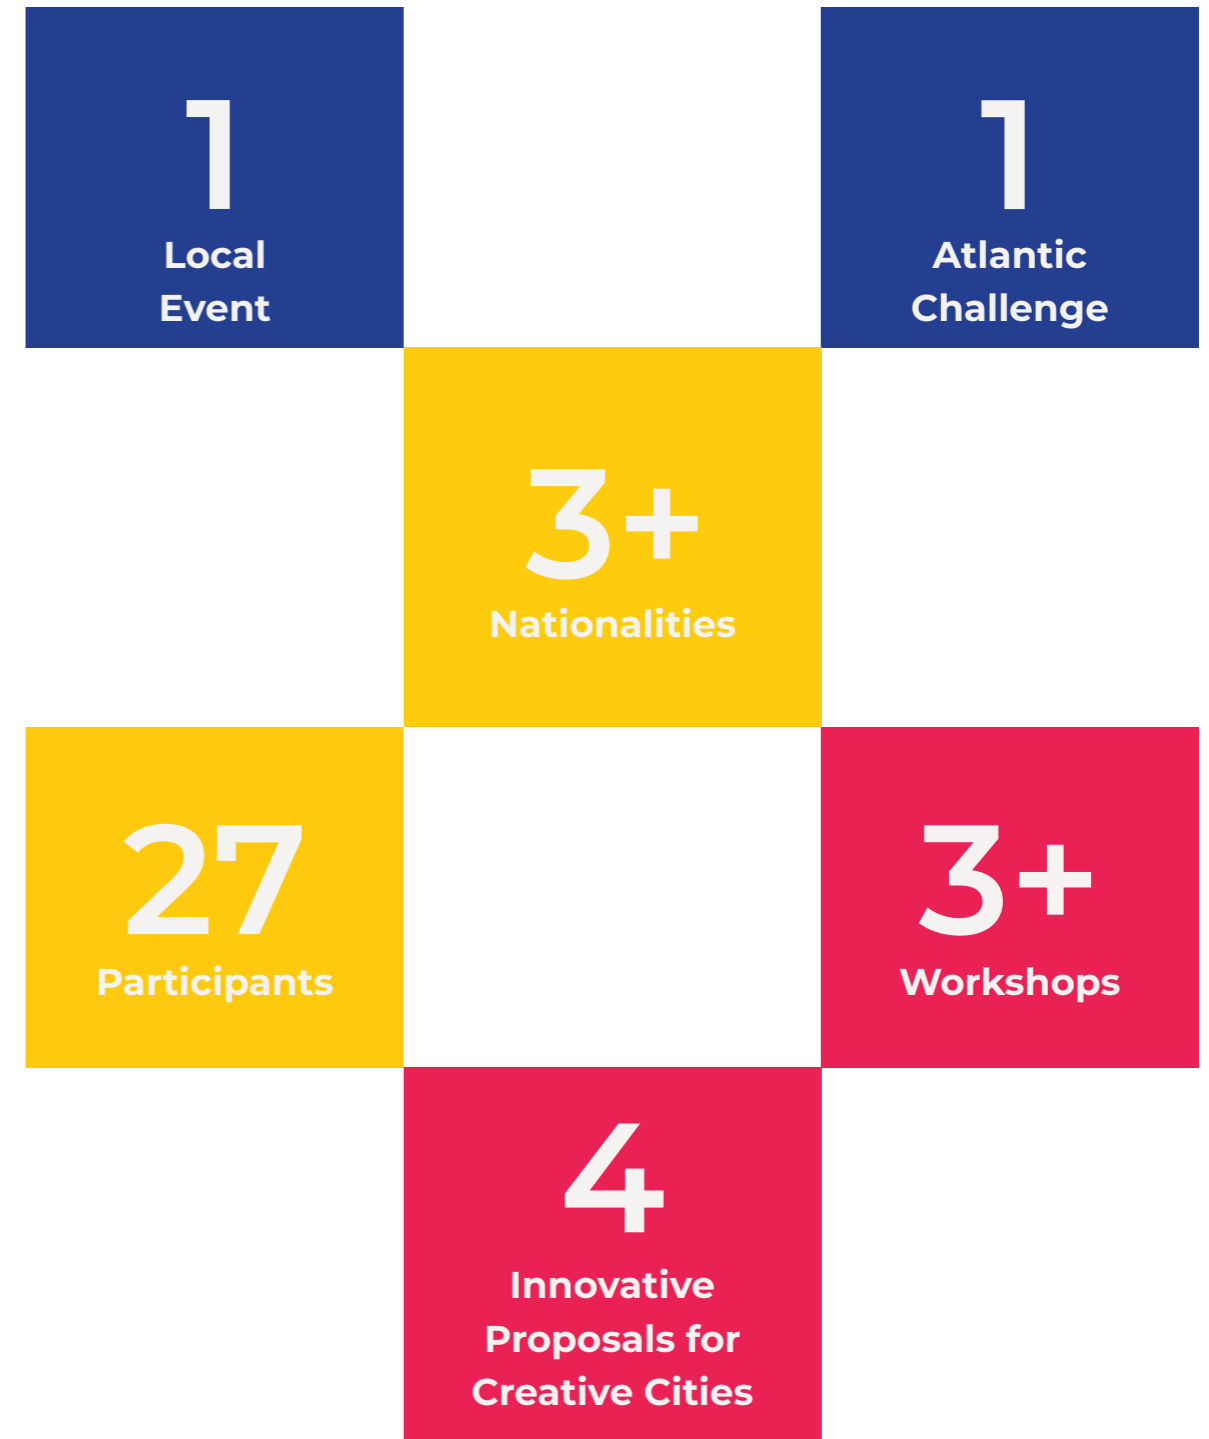 1
Local
Event
1
Atlantic
Challenge
3+
Nationalities
27
Participants
3+
Workshops
4
Innovative
Proposals for
Creative Cities